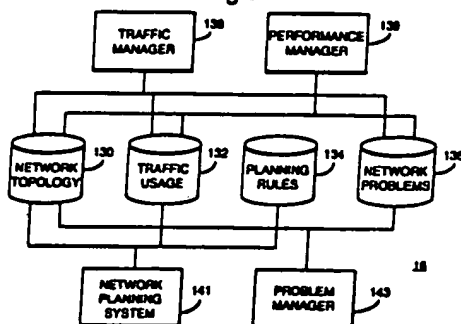 TRAFFIC
MANAGER
PERFORMANCE
MANAGER
139
NETWORK
TOPOLOGY
130
TRAFFIC
USAGE
132
PLANNING
RULES
134
NETWORK
PROBLEMS
NETWORK
PLANNING
SYSTEM
141
PROBLEM
MANAGER
143
16